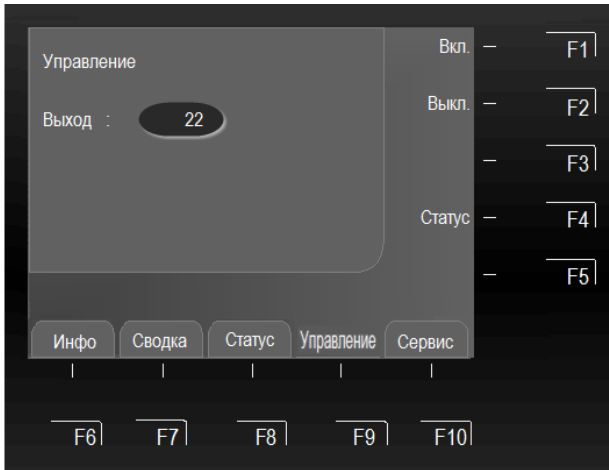 Вкл. – F1
Управление
Выход : 22
Выкл. – F2
– F3
Статус – F4
– F5
Инфо Сводка Статус Управление Сервис
F6 F7 F8 F9 F10